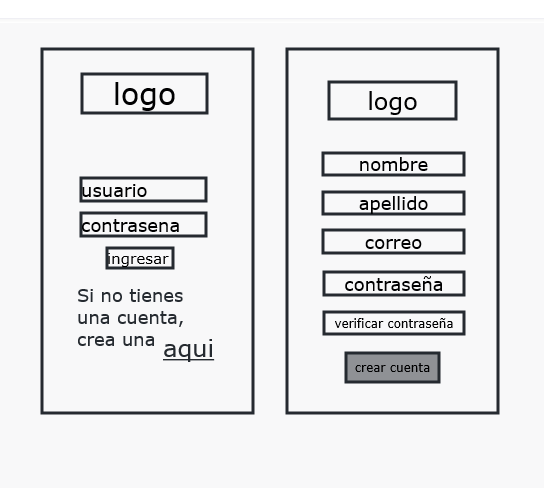 logo
usuario
contrasena
ingresar
Si no tienes
una cuenta,
crea una aqui
logo
nombre
apellido
correo
contraseña
verificar contraseña
crear cuenta